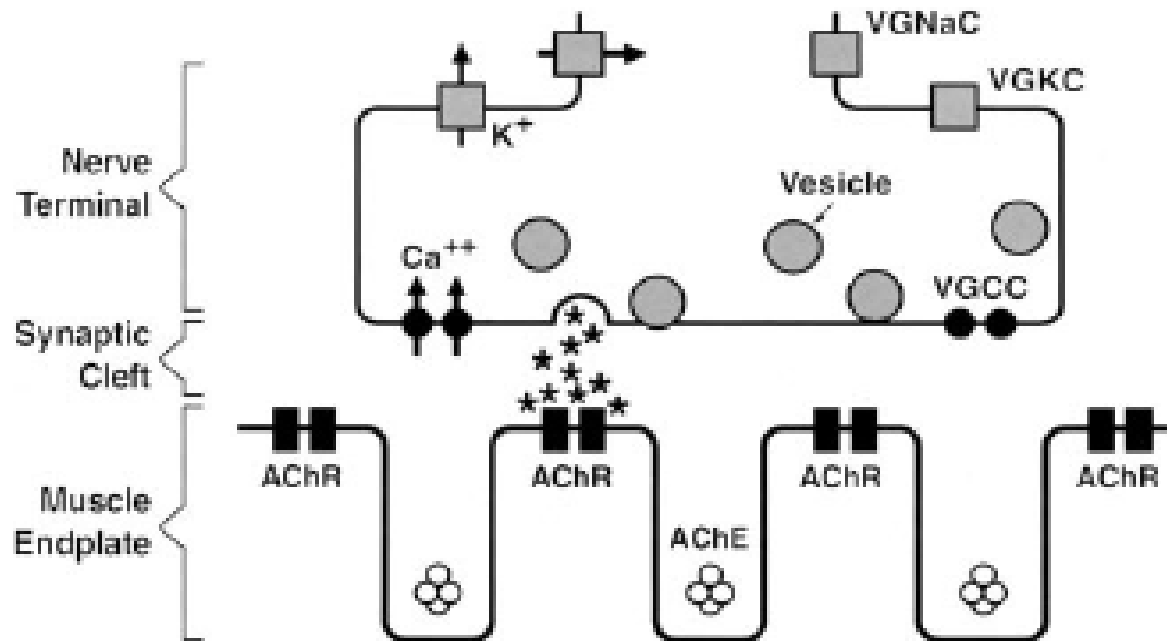 VGNaC
VGKC
K+
Nerve
Terminal
Vesicle
Ca++
VGCC
Synaptic
Cleft
AChR
AChR
AChR
AChR
Muscle
Endplate
AChE